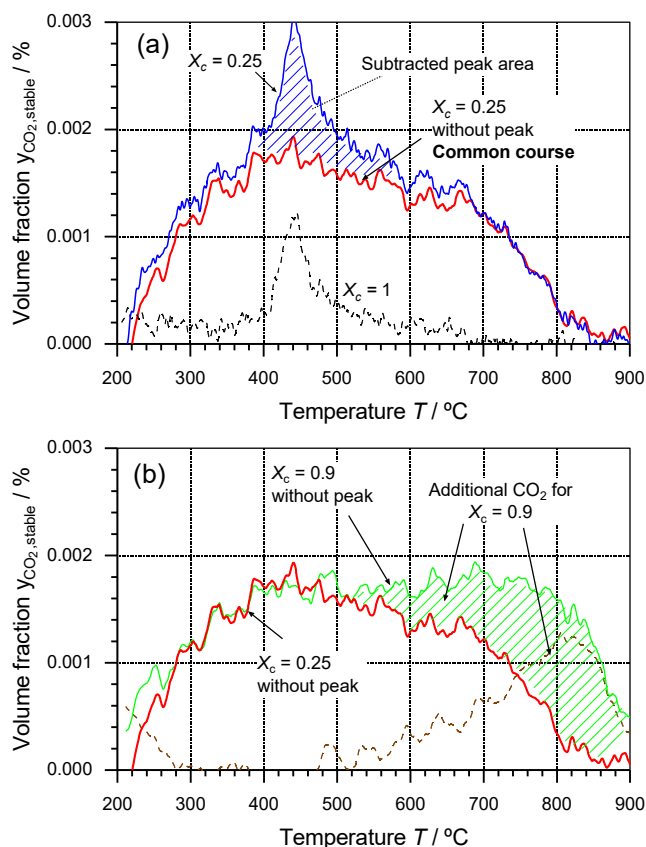 (a)
X_c = 0.25
Subtracted peak area
X_c = 0.25
without peak
Common course
X_c = 1
0.003
0.002
0.001
0.000
Volume fraction y_CO₂,stable / %
200 300 400 500 600 700 800 900
Temperature T / ºC
(b)
X_c = 0.9
without peak
Additional CO₂ for
X_c = 0.9
X_c = 0.25
without peak
0.003
0.002
0.001
0.000
Volume fraction y_CO₂,stable / %
200 300 400 500 600 700 800 900
Temperature T / ºC